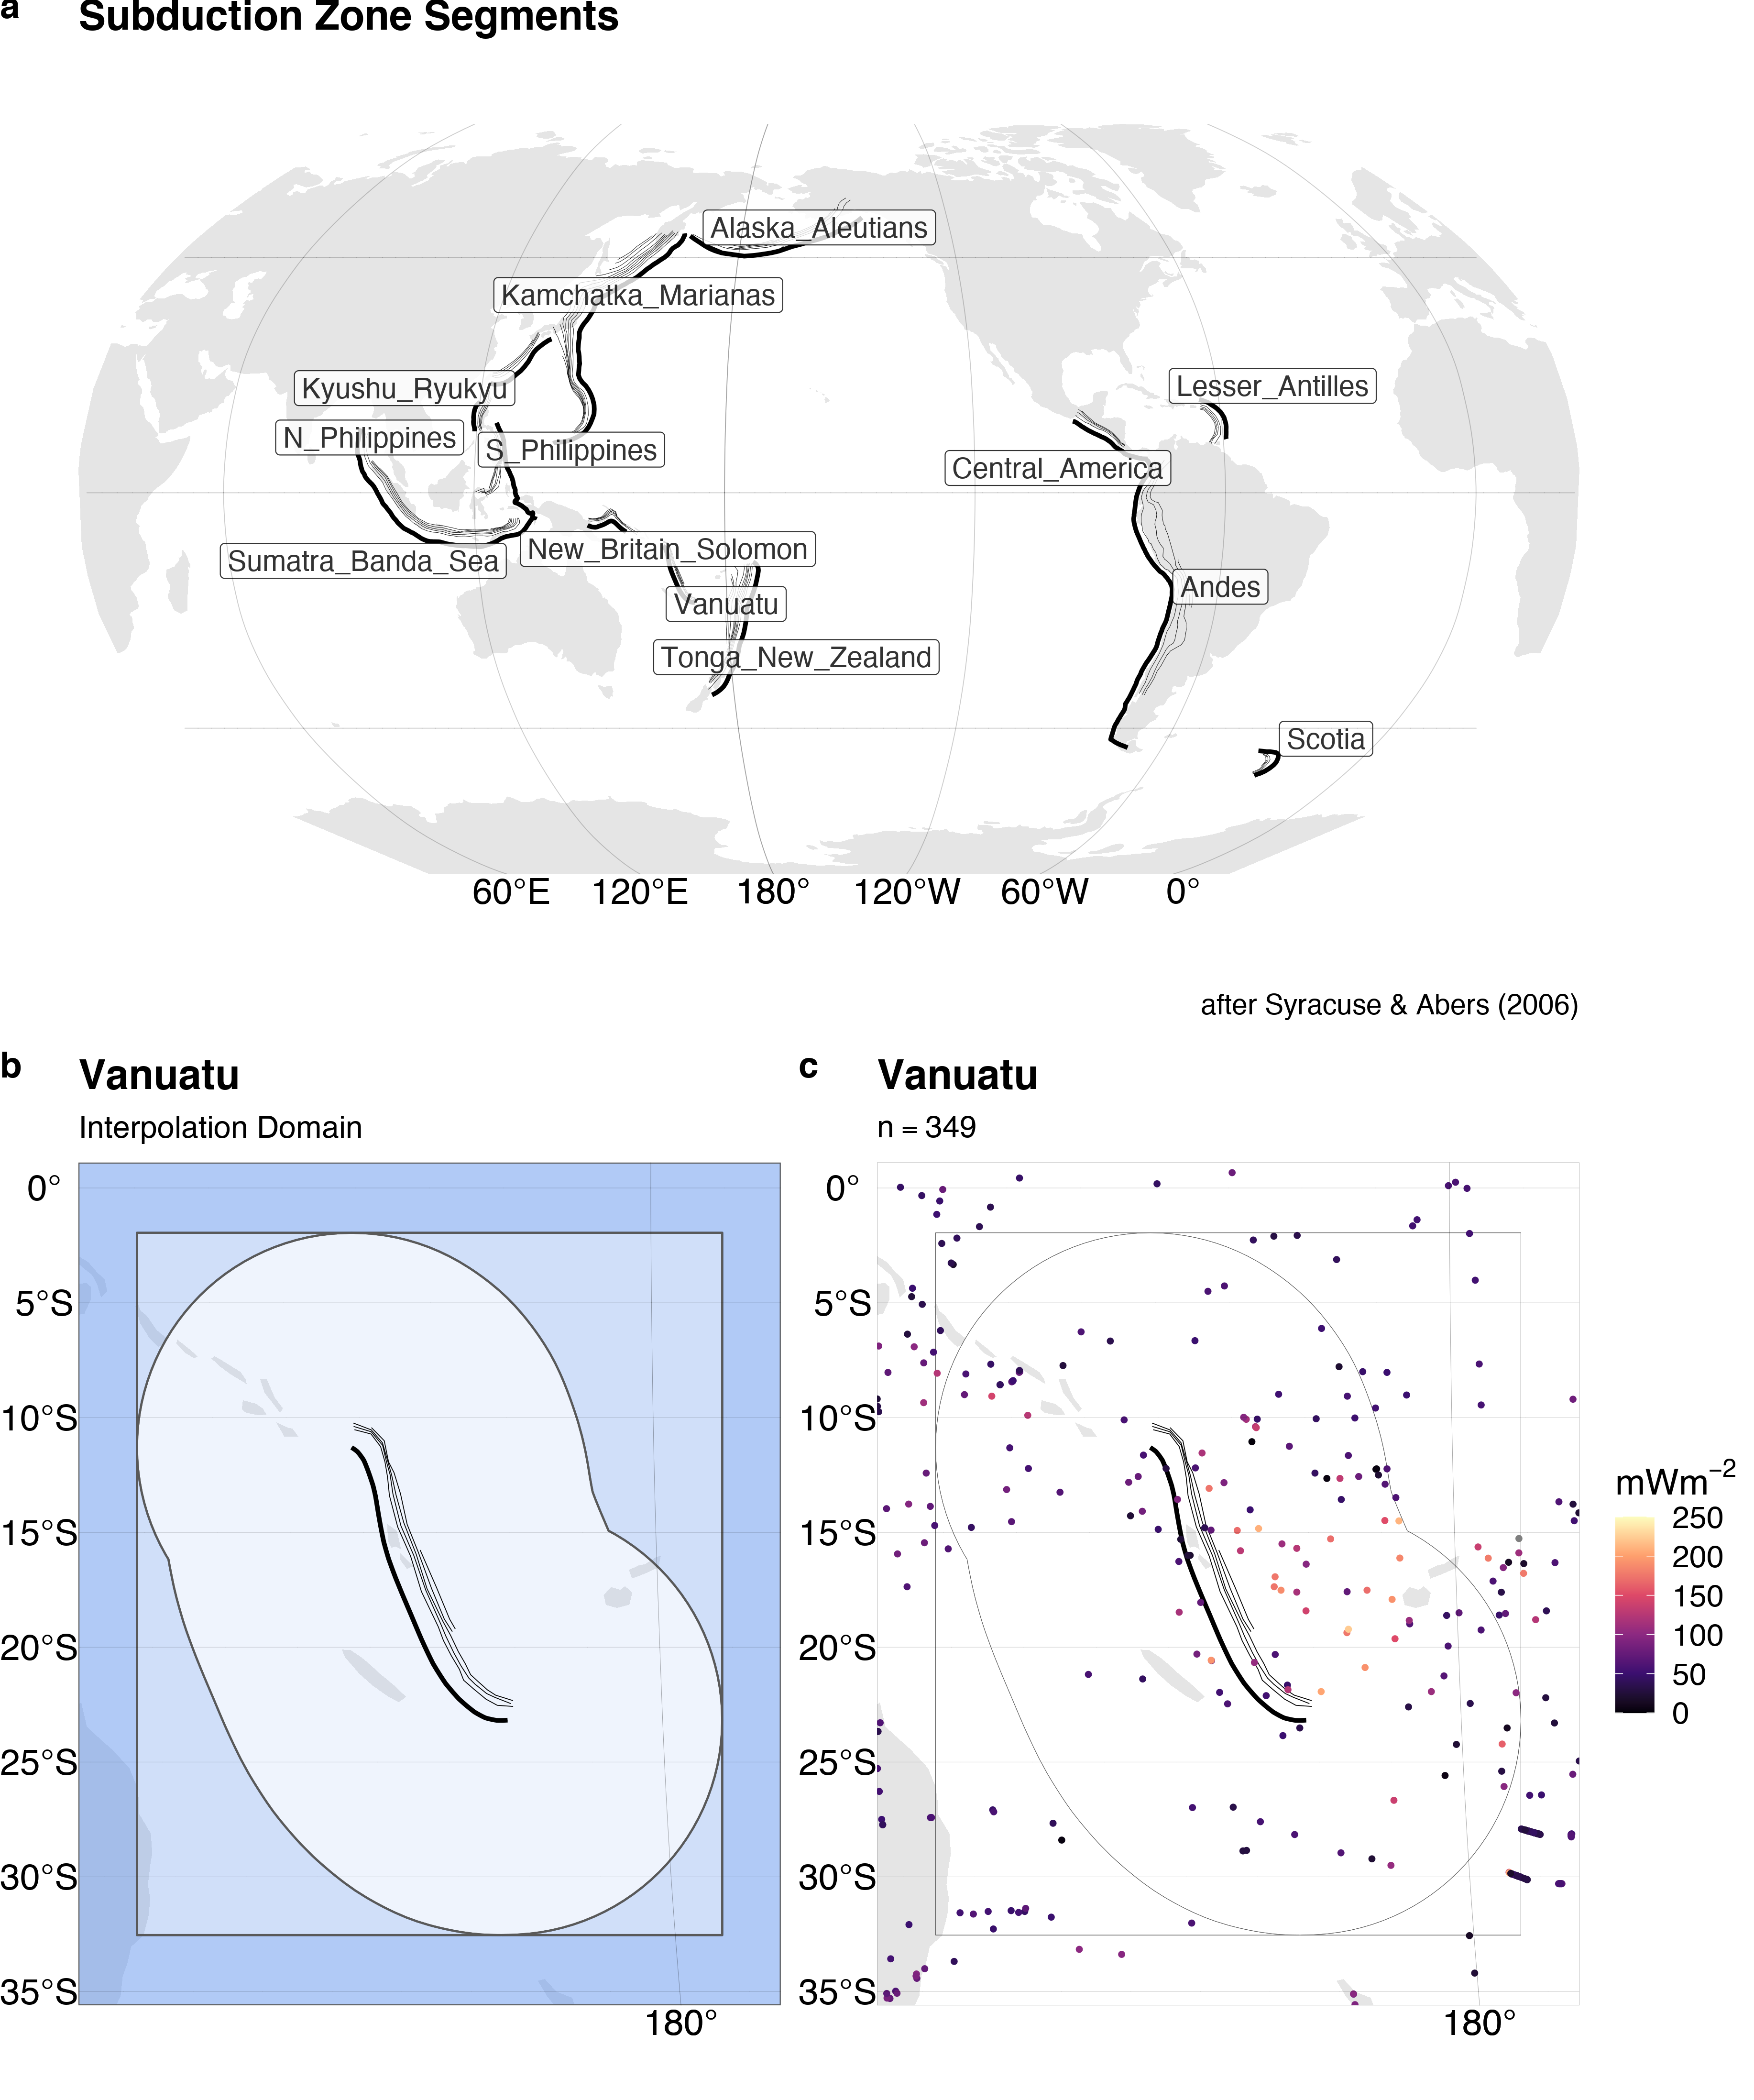 a Subduction Zone Segments
Alaska_Aleutians
Kamchatka_Marianas
Kyushu_Ryukyu
Lesser_Antilles
N_Philippines
S_Philippines
Central_America
New_Britain_Solomon
Sumatra_Banda_Sea
Andes
Vanuatu
Tonga_New_Zealand
Scotia
60°E 120°E 180° 120°W 60°W 0°
after Syracuse & Abers (2006)
b Vanuatu
Interpolation Domain
0°
5°S
10°S
15°S
20°S
25°S
30°S
35°S
180°
c Vanuatu
n = 349
0°
5°S
10°S
15°S
20°S
25°S
30°S
35°S
180°
mWm−2
250
200
150
100
50
0